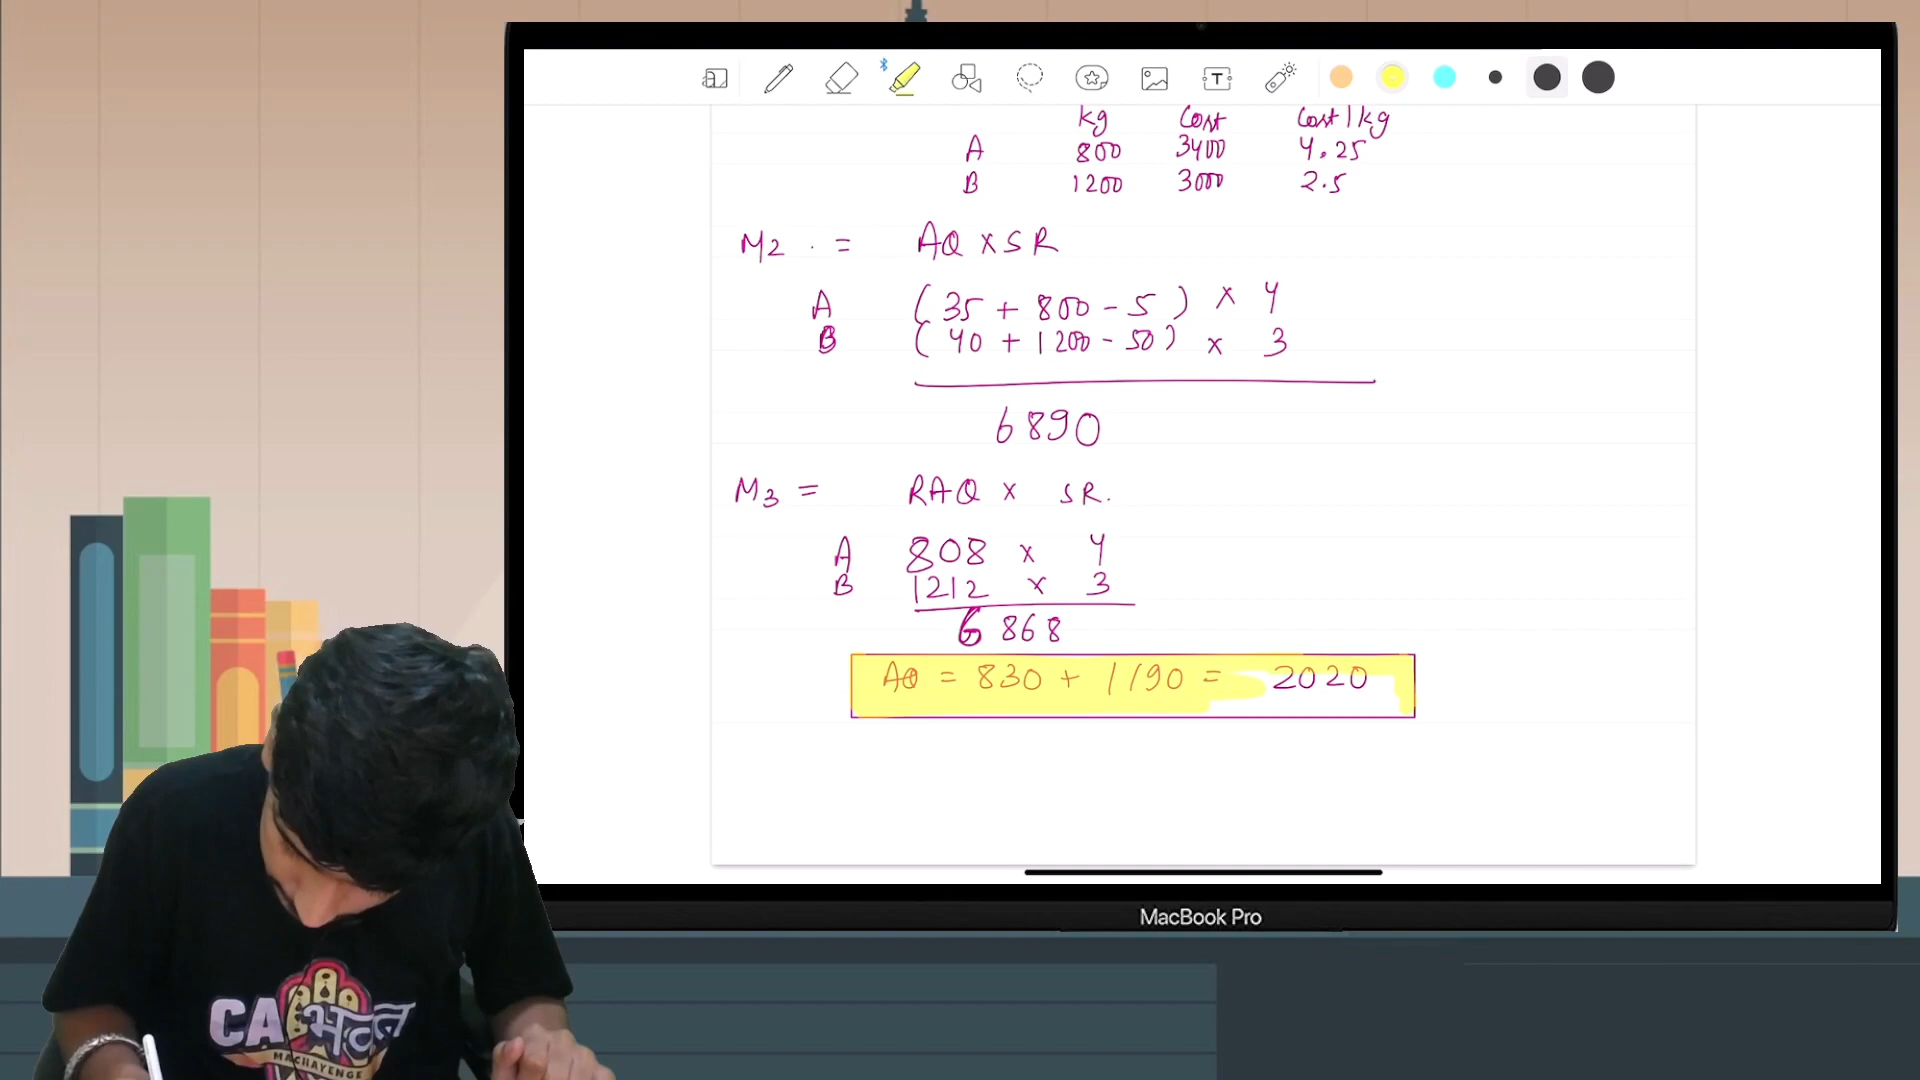 kg Cost Cost/kg
A 800 3400 4.25
B 1200 3000 2.5
M2 . = AQ x SR
A (35 + 800 - 5) x 4
B (40 + 1200 - 50) x 3
6890
M3 = RAQ x SR.
A 808 x 4
B 1212 x 3
6868
AQ = 830 + 1190 = 2020
MacBook Pro
CA भवत
MACHAYENGE